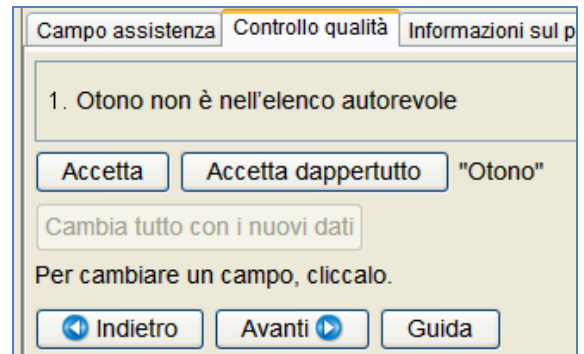 Campo assistenza Controllo qualità Informazioni sul p
1. Otono non è nell'elenco autorevole
Accetta Accetta dappertutto "Otono"
Cambia tutto con i nuovi dati
Per cambiare un campo, cliccalo.
Indietro Avanti Guida